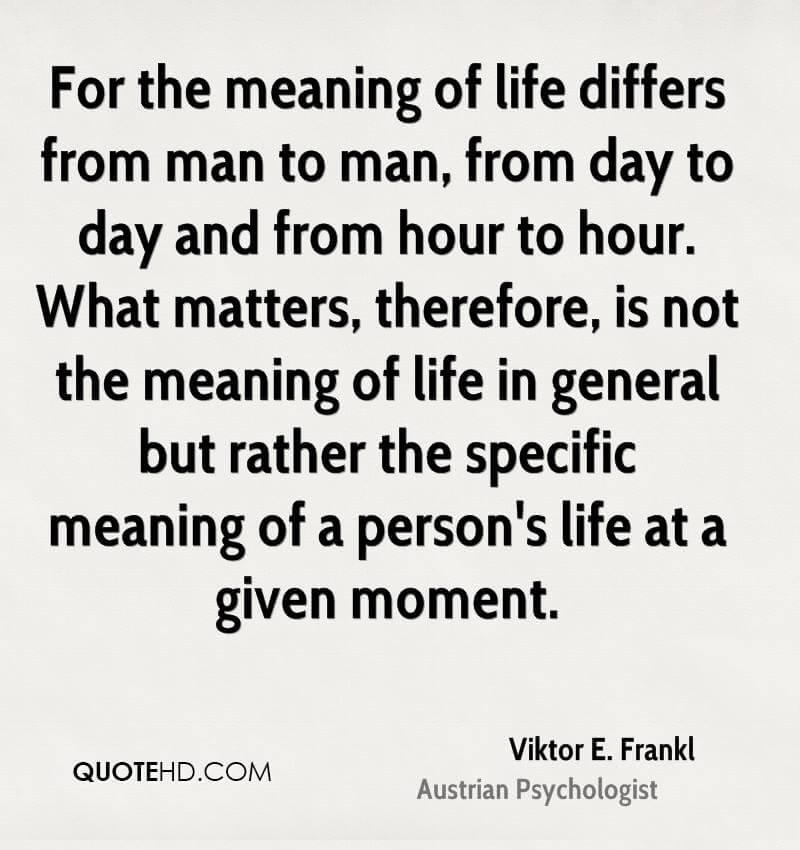 For the meaning of life differs
from man to man, from day to
day and from hour to hour.
What matters, therefore, is not
the meaning of life in general
but rather the specific
meaning of a person's life at a
given moment.
Viktor E. Frankl
QUOTEHD.COM
Austrian Psychologist